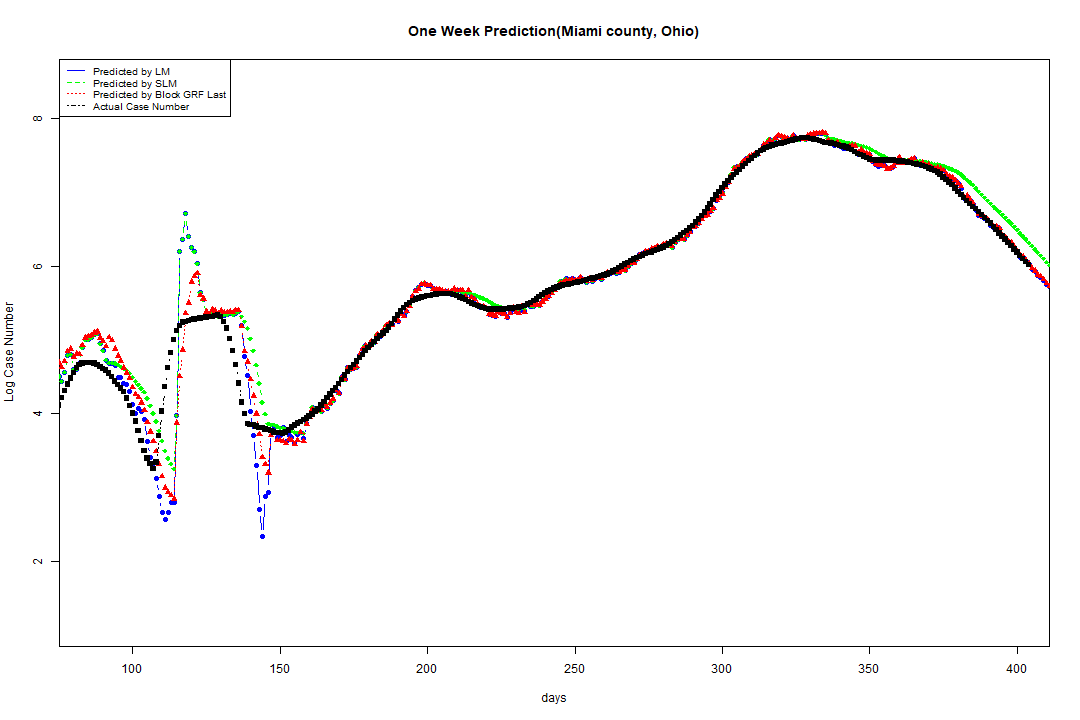 One Week Prediction(Miami county, Ohio)
Predicted by LM
Predicted by SLM
Predicted by Block GRF Last
Actual Case Number
Log Case Number
8
6
4
2
100 150 200 250 300 350 400
days